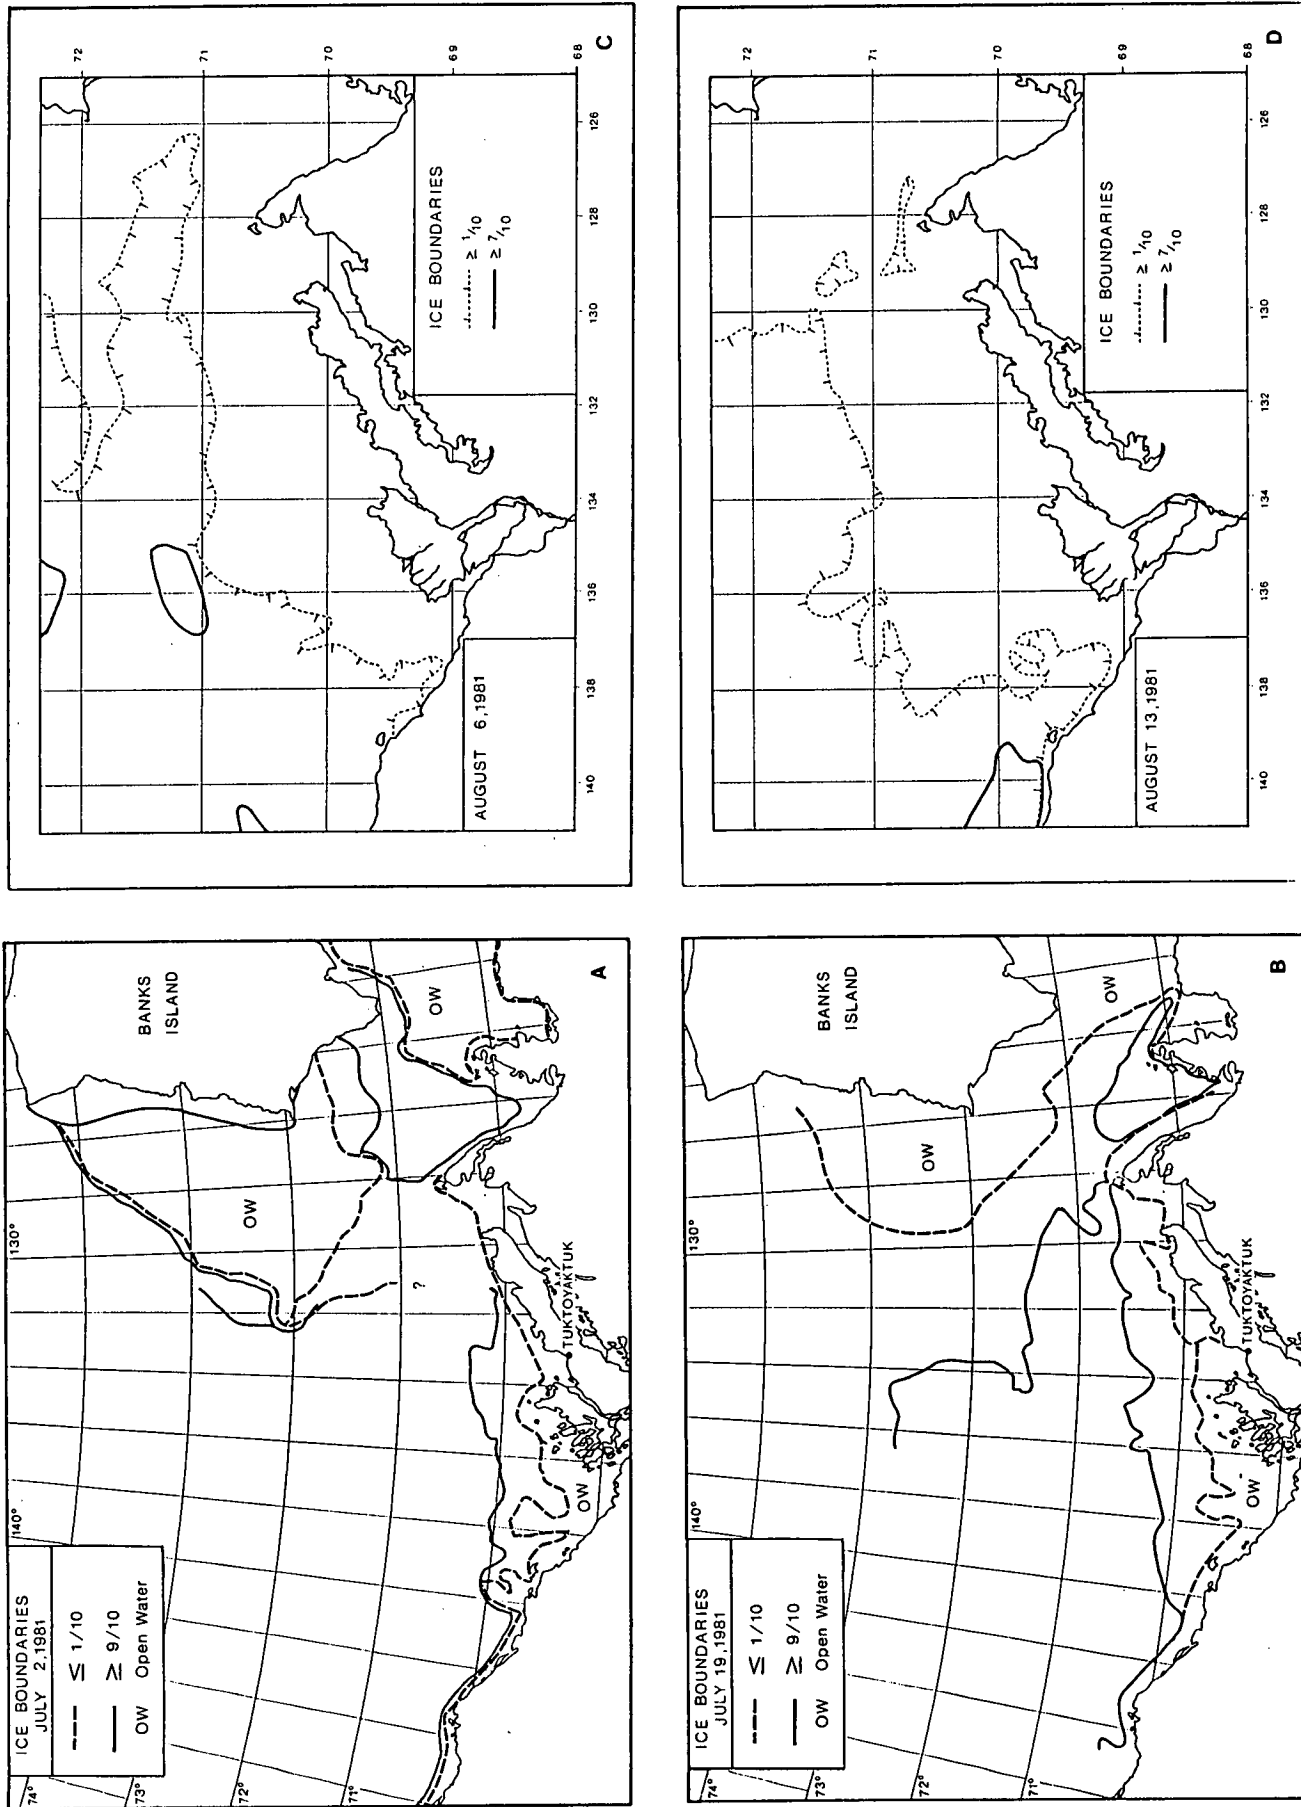 ICE BOUNDARIES
JULY 2,1981
≤ 1/10
≥ 9/10
OW Open Water
74°
73°
72°
71°
140°
130°
BANKS
ISLAND
OW
OW
OW
?
TUKTOYAKTUK
A
ICE BOUNDARIES
JULY 19,1981
≤ 1/10
≥ 9/10
OW Open Water
74°
73°
72°
71°
140°
130°
BANKS
ISLAND
OW
OW
OW
TUKTOYAKTUK
B
72
71
70
69
68
AUGUST 6,1981
ICE BOUNDARIES
≥ 1/10
≥ 7/10
140
138
136
134
132
130
128
126
C
72
71
70
69
68
AUGUST 13,1981
ICE BOUNDARIES
≥ 1/10
≥ 7/10
140
138
136
134
132
130
128
126
D